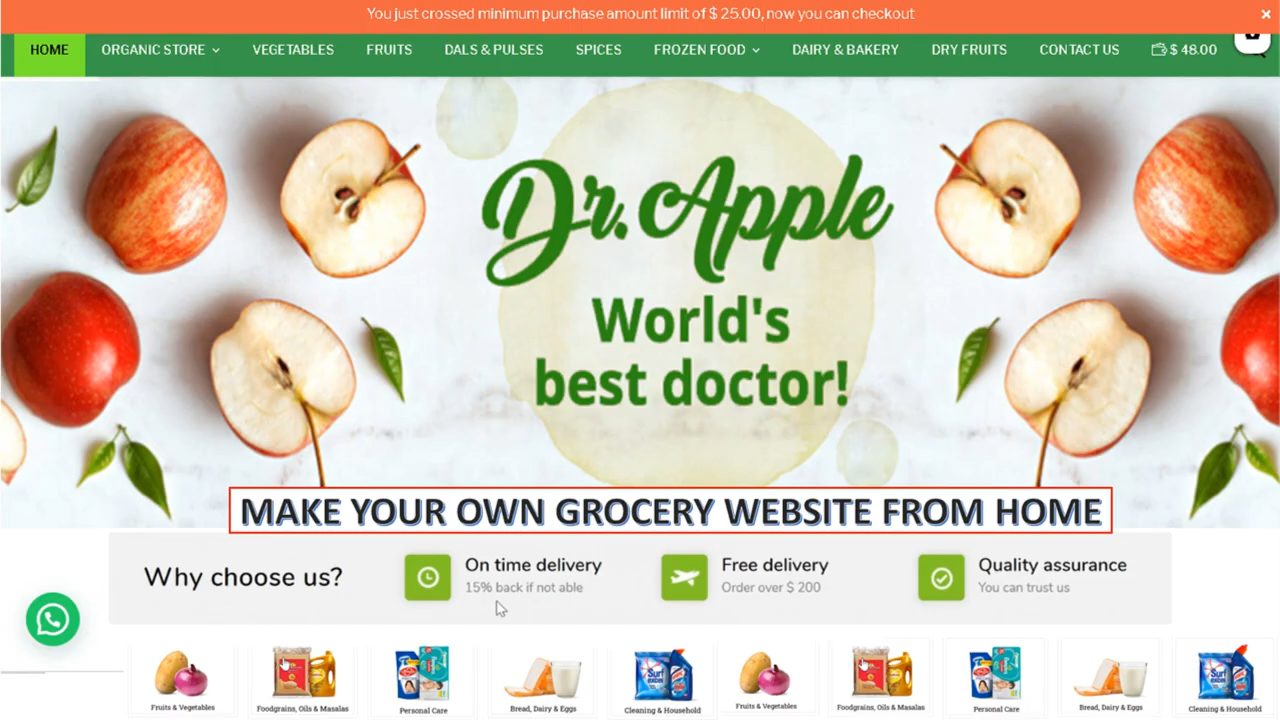 You just crossed minimum purchase amount limit of $ 25.00, now you can checkout
×
HOME ORGANIC STORE VEGETABLES FRUITS DALS & PULSES SPICES FROZEN FOOD DAIRY & BAKERY DRY FRUITS CONTACT US $ 48.00
Dr. Apple
World's
best doctor!
MAKE YOUR OWN GROCERY WEBSITE FROM HOME
Why choose us?
On time delivery
15% back if not able
Free delivery
Order over $ 200
Quality assurance
You can trust us
Surf excel
Surf excel
Fruits & Vegetables Foodgrains, Oils & Masalas Personal Care Bread, Dairy & Eggs Cleaning & Household Fruits & Vegetables Foodgrains, Oils & Masalas Personal Care Bread, Dairy & Eggs Cleaning & Household